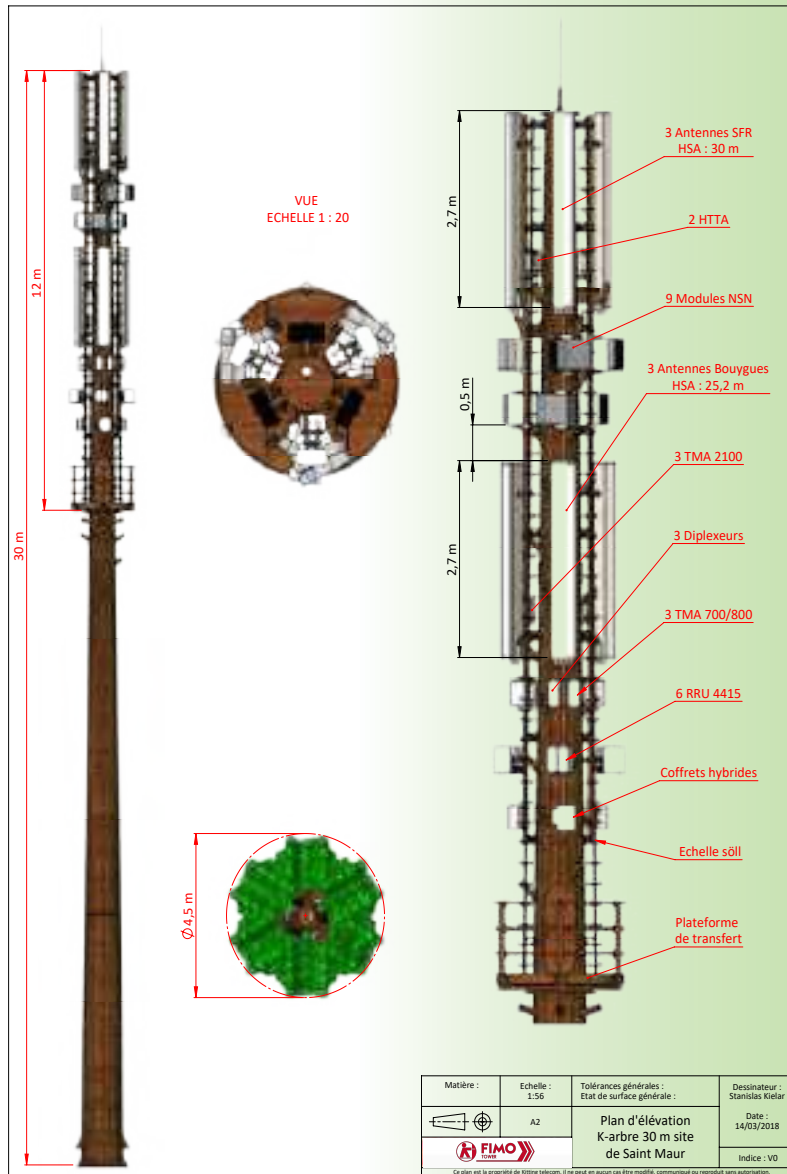 VUE
ECHELLE 1 : 20
12 m
30 m
Ø 4,5 m
2,7 m
0,5 m
2,7 m
3 Antennes SFR
HSA : 30 m
2 HTTA
9 Modules NSN
3 Antennes Bouygues
HSA : 25,2 m
3 TMA 2100
3 Diplexeurs
3 TMA 700/800
6 RRU 4415
Coffrets hybrides
Echelle söll
Plateforme
de transfert
Matière :
Echelle :
1:56
Tolérances générales :
Etat de surface générale :
Dessinateur :
Stanislas Kielar
A2
Plan d'élévation
K-arbre 30 m site
de Saint Maur
Date :
14/03/2018
FIMO
TOWER
Indice : V0
Ce plan est la propriété de Kitting telecom. Il ne peut en aucun cas être modifié, communiqué ou reproduit sans autorisation.